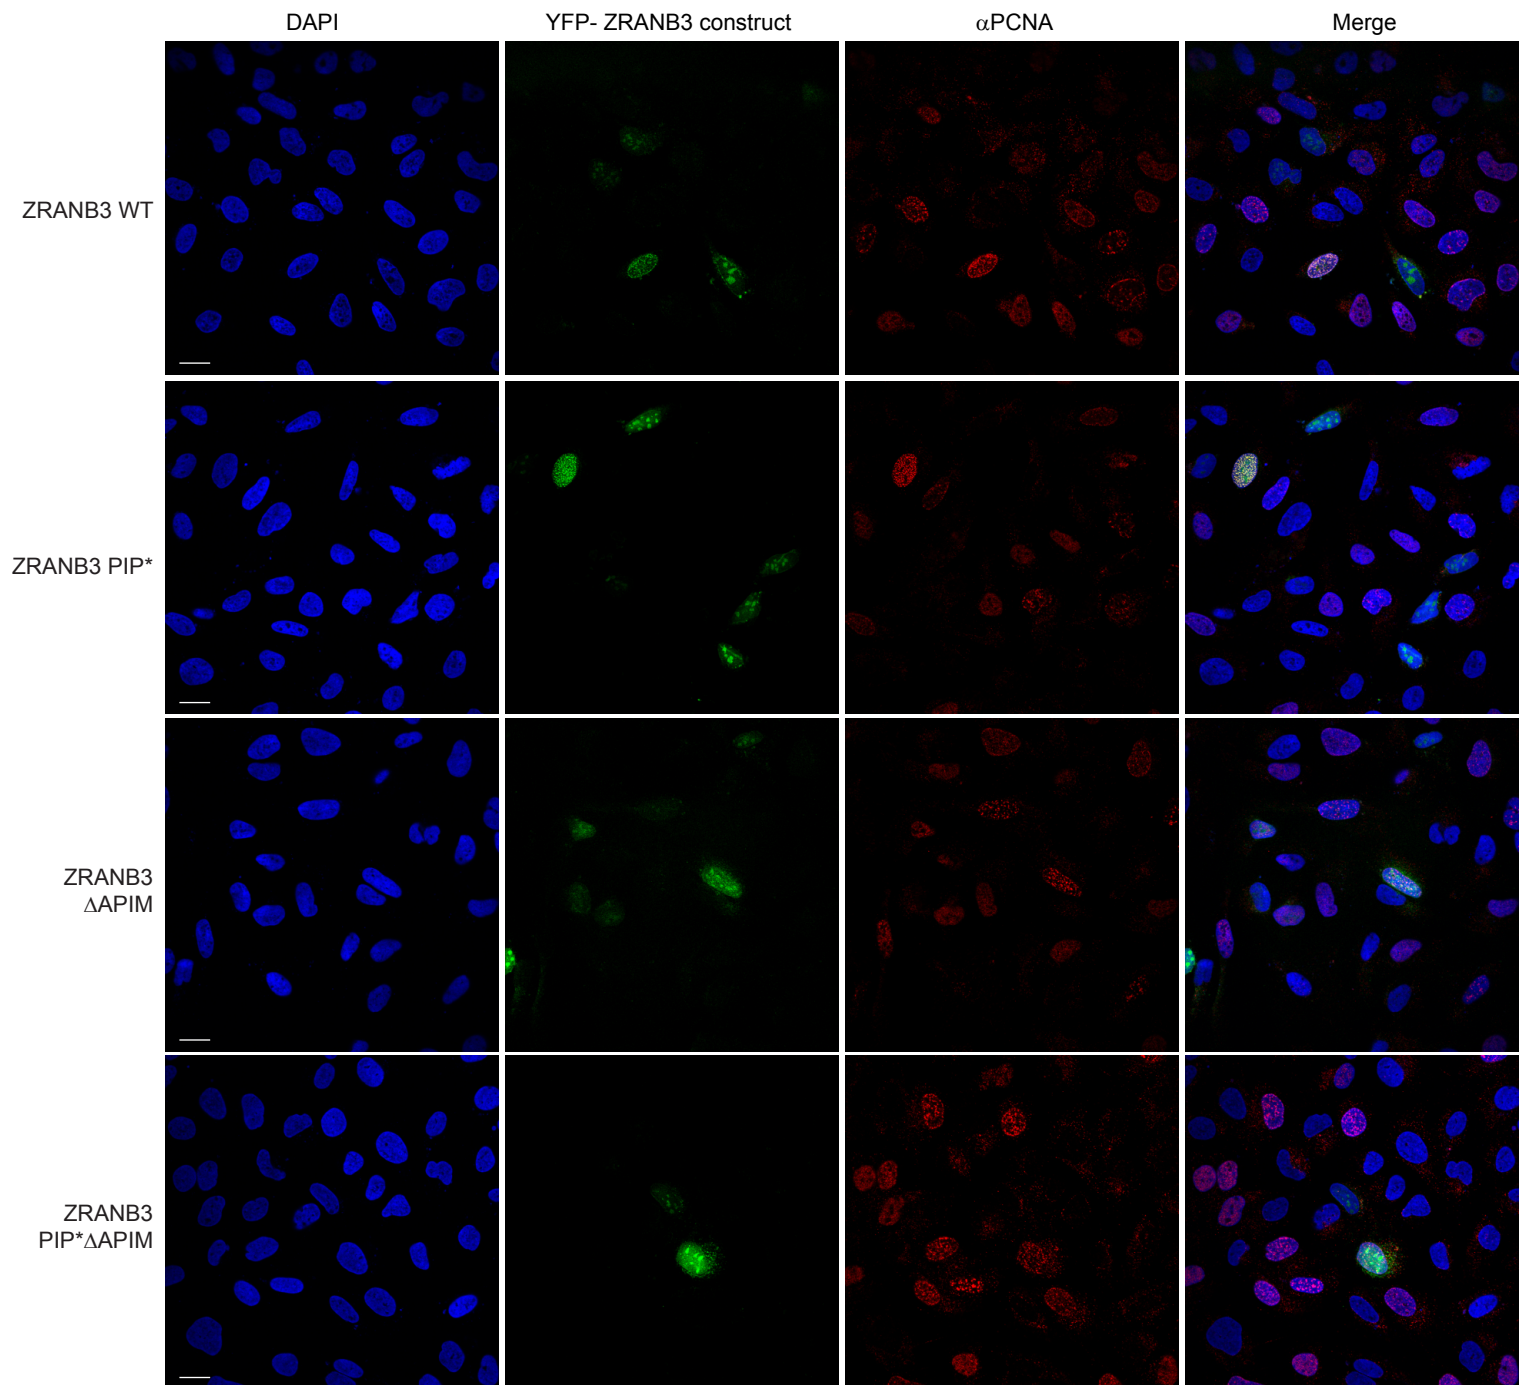 DAPI
YFP- ZRANB3 construct
αPCNA
Merge
ZRANB3 WT
ZRANB3 PIP*
ZRANB3
ΔAPIM
ZRANB3
PIP*ΔAPIM